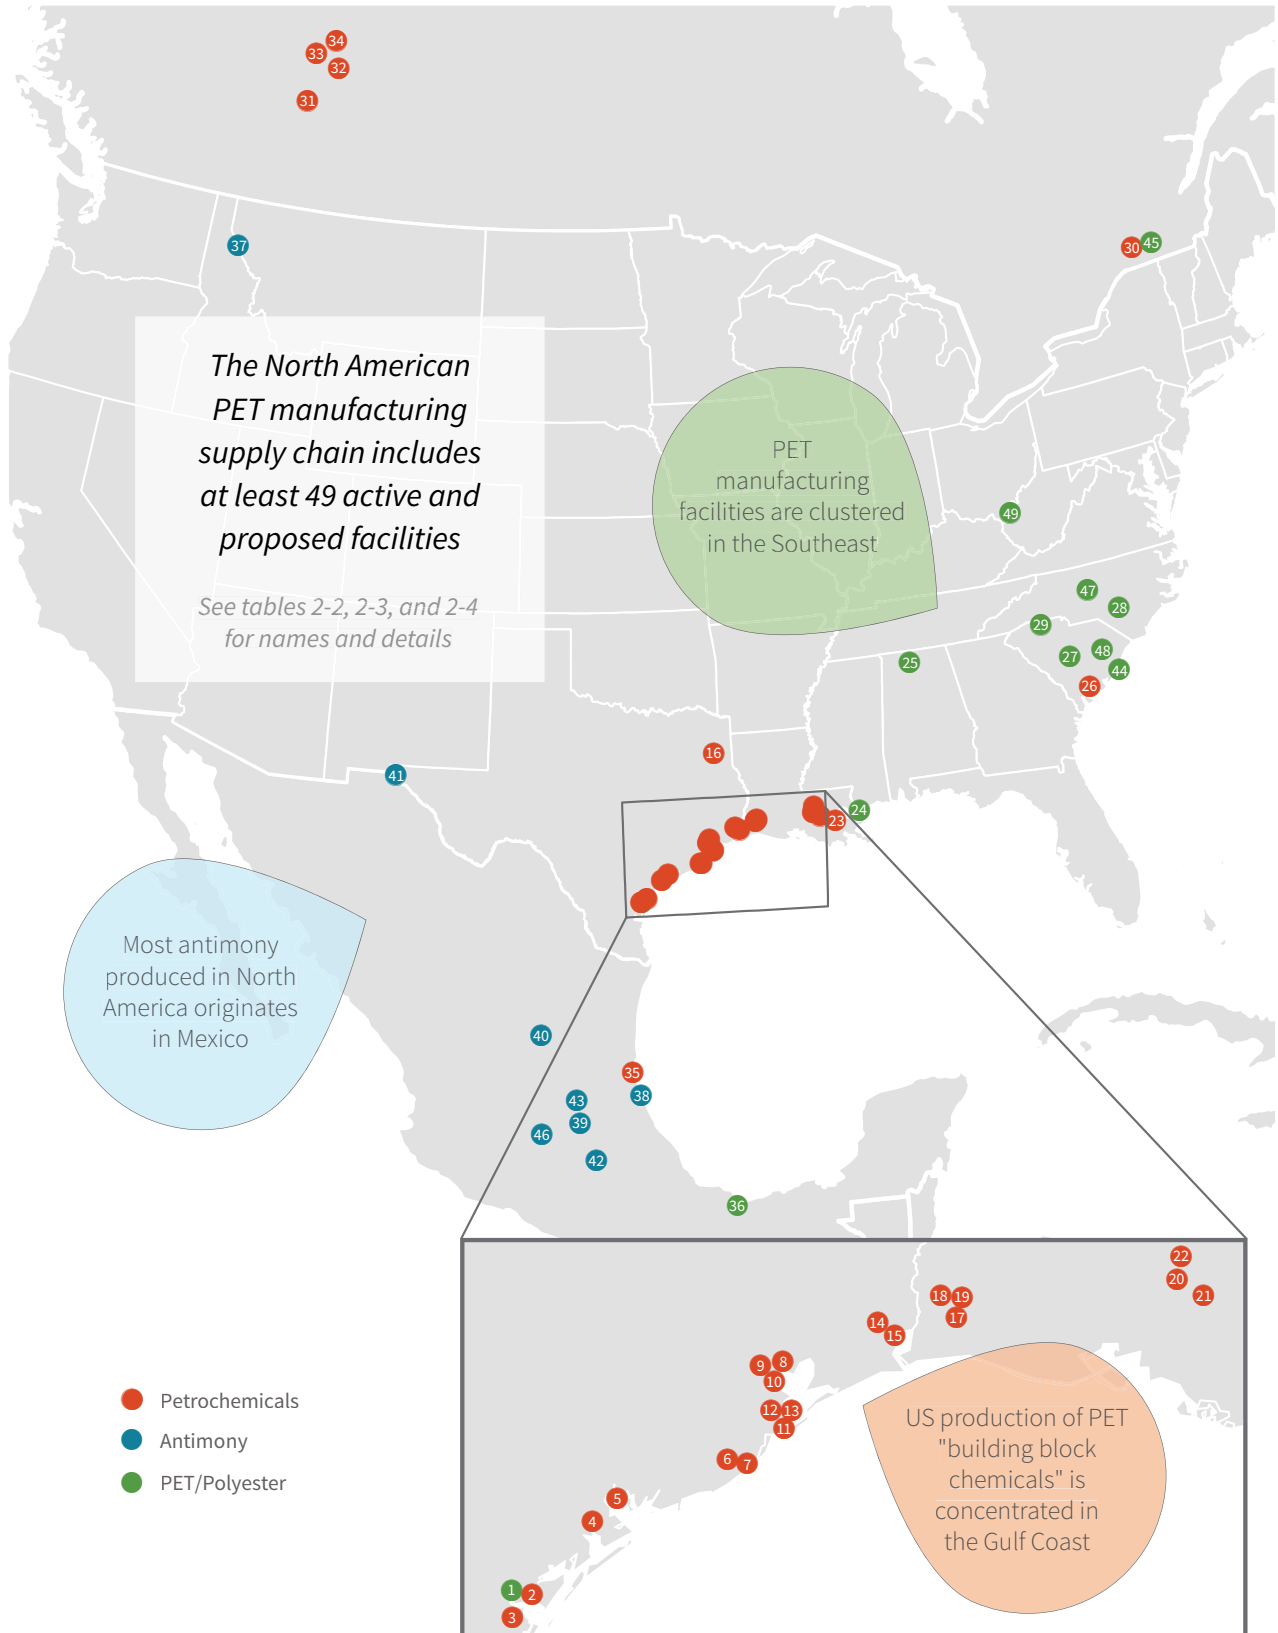 34
33
32
31
37
30
45
The North American
PET manufacturing
supply chain includes
at least 49 active and
proposed facilities
See tables 2-2, 2-3, and 2-4
for names and details
PET
manufacturing
facilities are clustered
in the Southeast
49
47
28
29
48
27
25
44
26
16
41
24
23
Most antimony
produced in North
America originates
in Mexico
40
35
38
43
39
46
42
36
22
20
21
18
19
17
14
15
9
8
10
12
13
11
6
7
5
4
1
2
3
US production of PET
"building block
chemicals" is
concentrated in
the Gulf Coast
Petrochemicals
Antimony
PET/Polyester